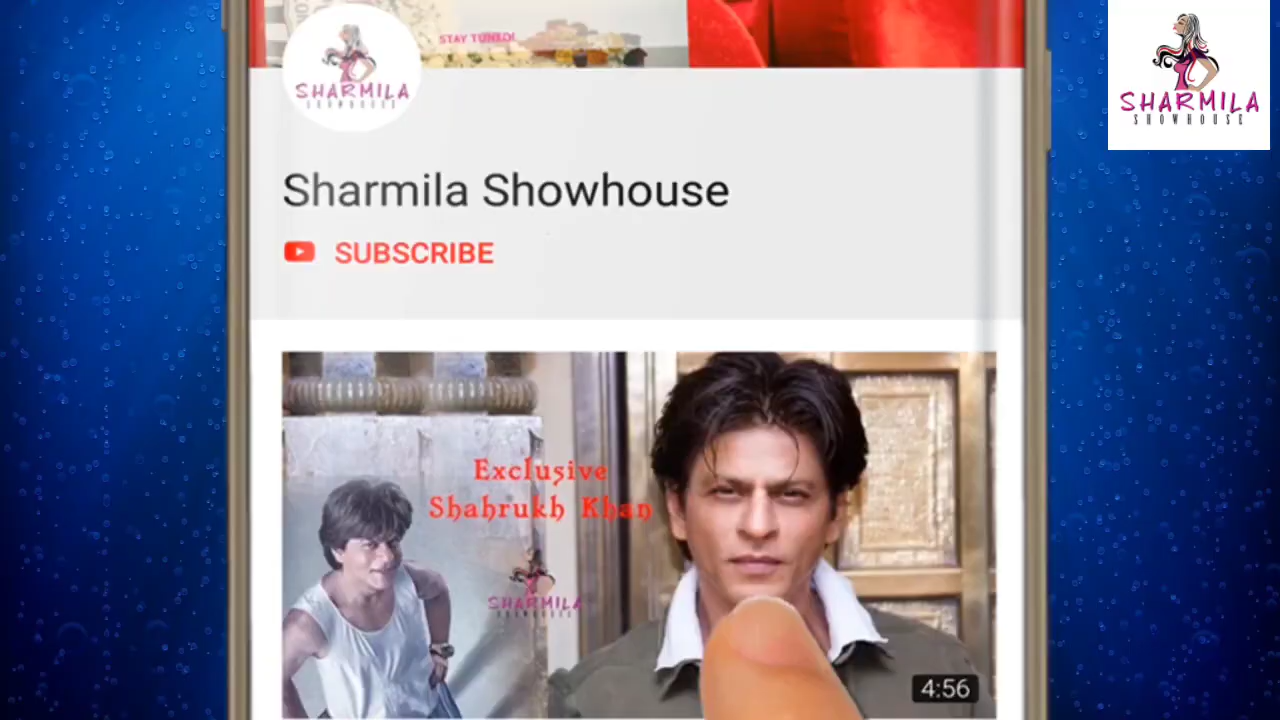 STAY TUNED!
SHARMILA
SHOWHOUSE
SHARMILA
SHOWHOUSE
Sharmila Showhouse
SUBSCRIBE
Exclusive
Shahrukh Khan
SHARMILA
SHOWHOUSE
4:56